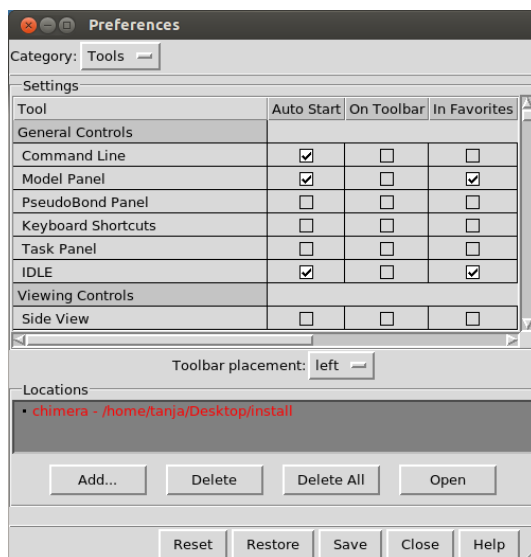 Preferences
Category: Tools
Settings
Tool Auto Start On Toolbar In Favorites
General Controls
Command Line
Model Panel
PseudoBond Panel
Keyboard Shortcuts
Task Panel
IDLE
Viewing Controls
Side View
Toolbar placement: left
Locations
chimera - /home/tanja/Desktop/install
Add... Delete Delete All Open
Reset Restore Save Close Help